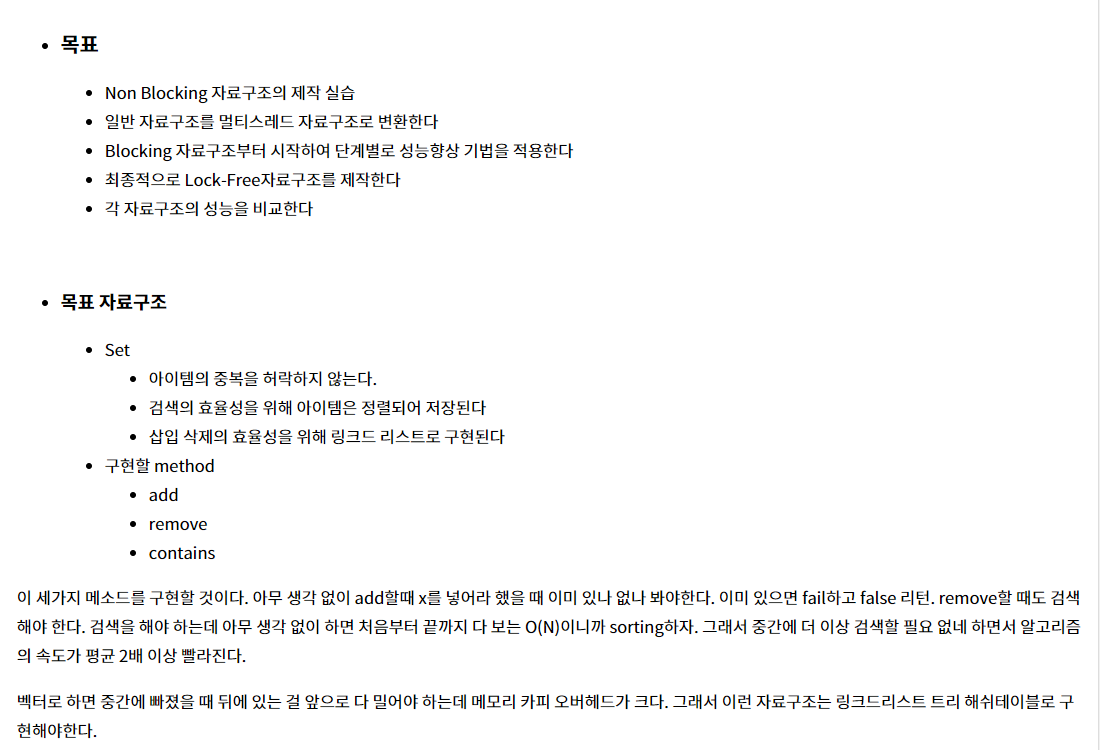 목표
Non Blocking 자료구조의 제작 실습
일반 자료구조를 멀티스레드 자료구조로 변환한다
Blocking 자료구조부터 시작하여 단계별로 성능향상 기법을 적용한다
최종적으로 Lock-Free자료구조를 제작한다
각 자료구조의 성능을 비교한다
목표 자료구조
Set
아이템의 중복을 허락하지 않는다.
검색의 효율성을 위해 아이템은 정렬되어 저장된다
삽입 삭제의 효율성을 위해 링크드 리스트로 구현된다
구현할 method
add
remove
contains
이 세가지 메소드를 구현할 것이다. 아무 생각 없이 add할때 x를 넣어라 했을 때 이미 있나 없나 봐야한다. 이미 있으면 fail하고 false 리턴. remove할 때도 검색
해야 한다. 검색을 해야 하는데 아무 생각 없이 하면 처음부터 끝까지 다 보는 O(N)이니까 sorting하자. 그래서 중간에 더 이상 검색할 필요 없네 하면서 알고리즘
의 속도가 평균 2배 이상 빨라진다.
벡터로 하면 중간에 빠졌을 때 뒤에 있는 걸 앞으로 다 밀어야 하는데 메모리 카피 오버헤드가 크다. 그래서 이런 자료구조는 링크드리스트 트리 해쉬테이블로 구
현해야한다.